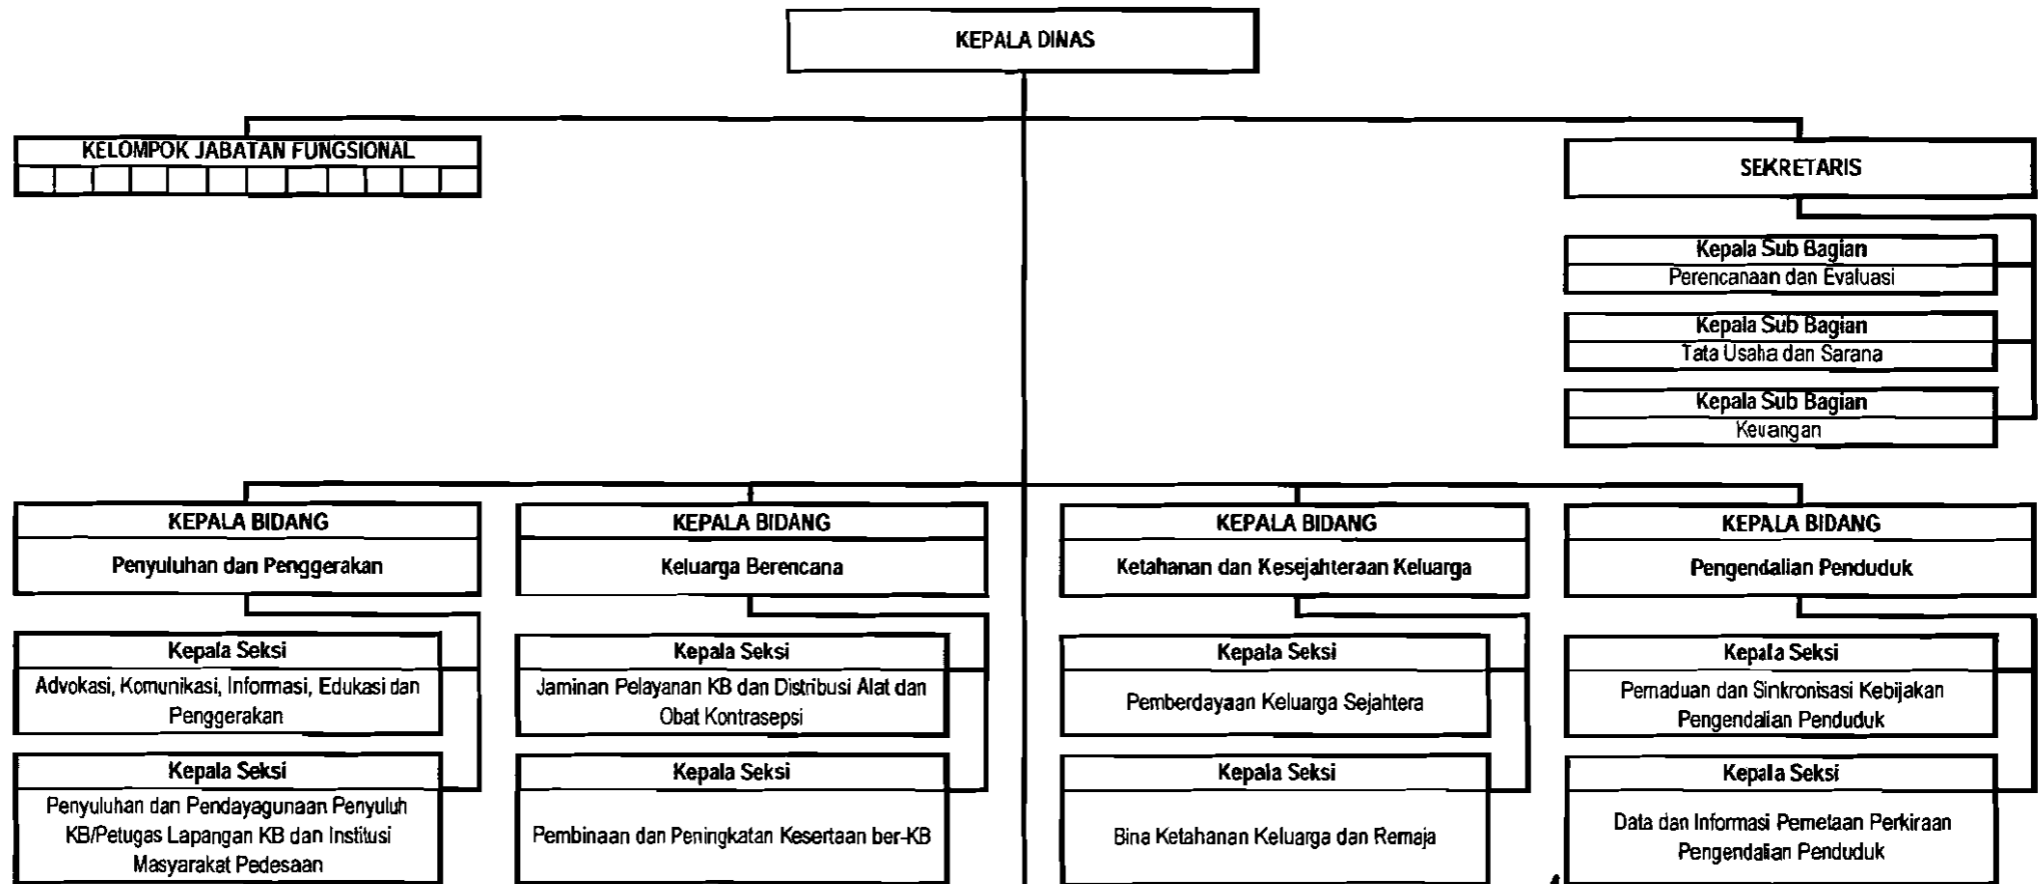 KEPALA DINAS
KELOMPOK JABATAN FUNGSIONAL
SEKRETARIS
Kepala Sub Bagian
Perencanaan dan Evaluasi
Kepala Sub Bagian
Tata Usaha dan Sarana
Kepala Sub Bagian
Keuangan
KEPALA BIDANG
Penyuluhan dan Penggerakan
Kepala Seksi
Advokasi, Komunikasi, Informasi, Edukasi dan
Penggerakan
Kepala Seksi
Penyuluhan dan Pendayagunaan Penyuluh
KB/Petugas Lapangan KB dan Institusi
Masyarakat Pedesaan
KEPALA BIDANG
Keluarga Berencana
Kepala Seksi
Jaminan Pelayanan KB dan Distribusi Alat dan
Obat Kontrasepsi
Kepala Seksi
Pembinaan dan Peningkatan Kesertaan ber-KB
KEPALA BIDANG
Ketahanan dan Kesejahteraan Keluarga
Kepala Seksi
Pemberdayaan Keluarga Sejahtera
Kepala Seksi
Bina Ketahanan Keluarga dan Remaja
KEPALA BIDANG
Pengendalian Penduduk
Kepala Seksi
Pemaduan dan Sinkronisasi Kebijakan
Pengendalian Penduduk
Kepala Seksi
Data dan Informasi Pemetaan Perkiraan
Pengendalian Penduduk